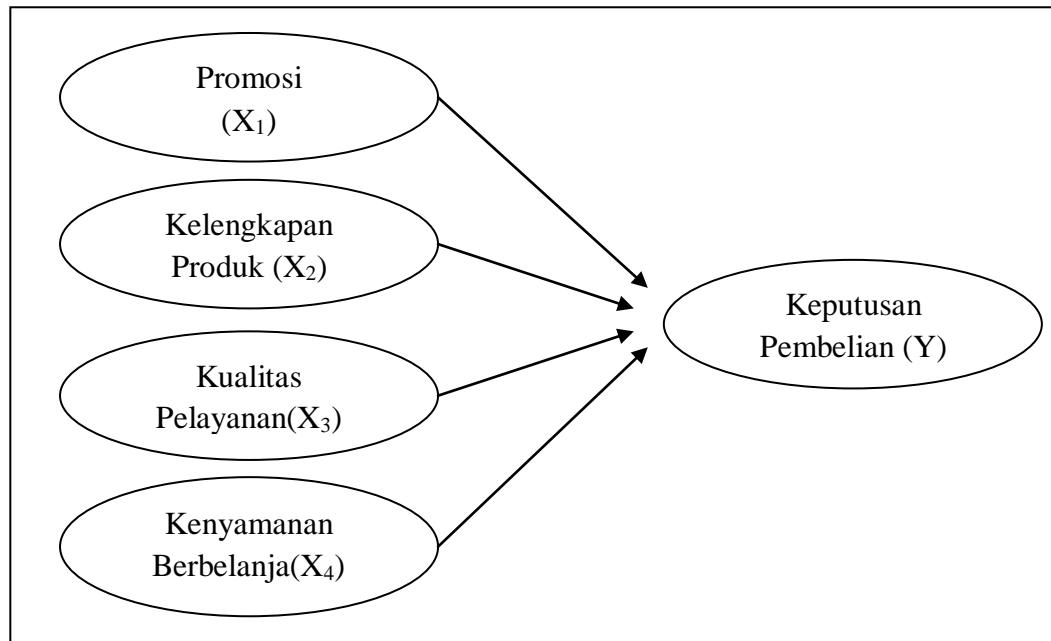 Promosi
(X₁)
Kelengkapan
Produk (X₂)
Kualitas
Pelayanan(X₃)
Kenyamanan
Berbelanja(X₄)
Keputusan
Pembelian (Y)